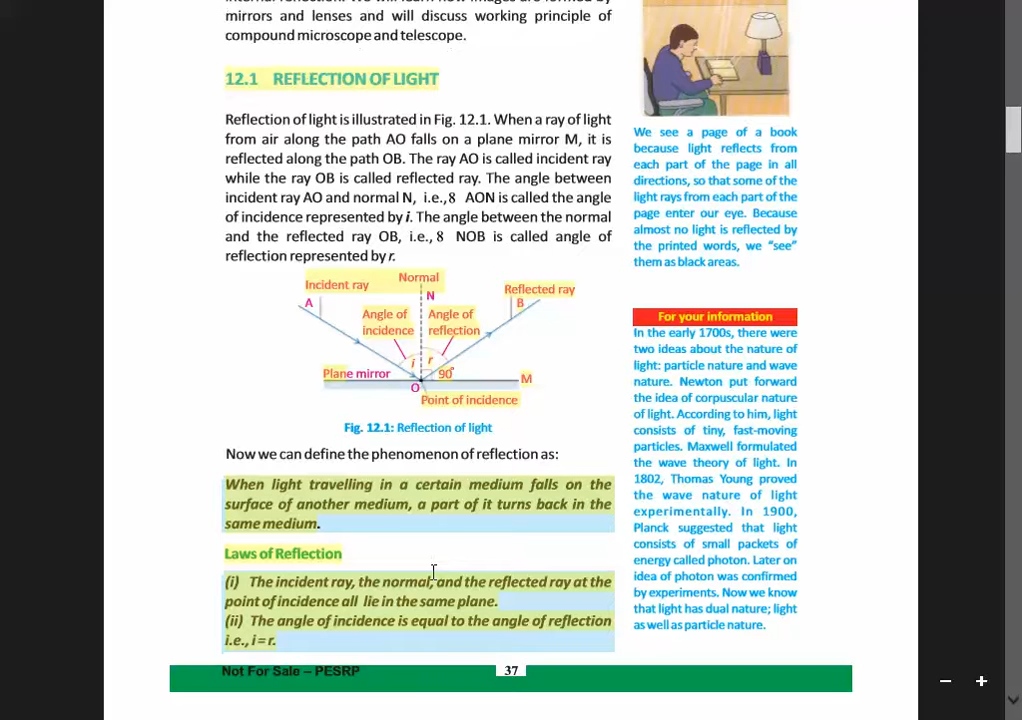 mirrors and lenses and will discuss working principle of
compound microscope and telescope.
12.1 REFLECTION OF LIGHT
Reflection of light is illustrated in Fig. 12.1. When a ray of light
from air along the path AO falls on a plane mirror M, it is
reflected along the path OB. The ray AO is called incident ray
while the ray OB is called reflected ray. The angle between
incident ray AO and normal N, i.e., 8 AON is called the angle
of incidence represented by i. The angle between the normal
and the reflected ray OB, i.e., 8 NOB is called angle of
reflection represented by r.
Incident ray
Normal
Reflected ray
A
N
B
Angle of
incidence
Angle of
reflection
i
r
Plane mirror
90°
M
O
Point of incidence
Fig. 12.1: Reflection of light
Now we can define the phenomenon of reflection as:
When light travelling in a certain medium falls on the
surface of another medium, a part of it turns back in the
same medium.
Laws of Reflection
(i) The incident ray, the normal, and the reflected ray at the
point of incidence all lie in the same plane.
(ii) The angle of incidence is equal to the angle of reflection
i.e., i = r.
We see a page of a book
because light reflects from
each part of the page in all
directions, so that some of the
light rays from each part of the
page enter our eye. Because
almost no light is reflected by
the printed words, we "see"
them as black areas.
For your information
In the early 1700s, there were
two ideas about the nature of
light: particle nature and wave
nature. Newton put forward
the idea of corpuscular nature
of light. According to him, light
consists of tiny, fast-moving
particles. Maxwell formulated
the wave theory of light. In
1802, Thomas Young proved
the wave nature of light
experimentally. In 1900,
Planck suggested that light
consists of small packets of
energy called photon. Later on
idea of photon was confirmed
by experiments. Now we know
that light has dual nature; light
as well as particle nature.
Not For Sale – PESRP
37